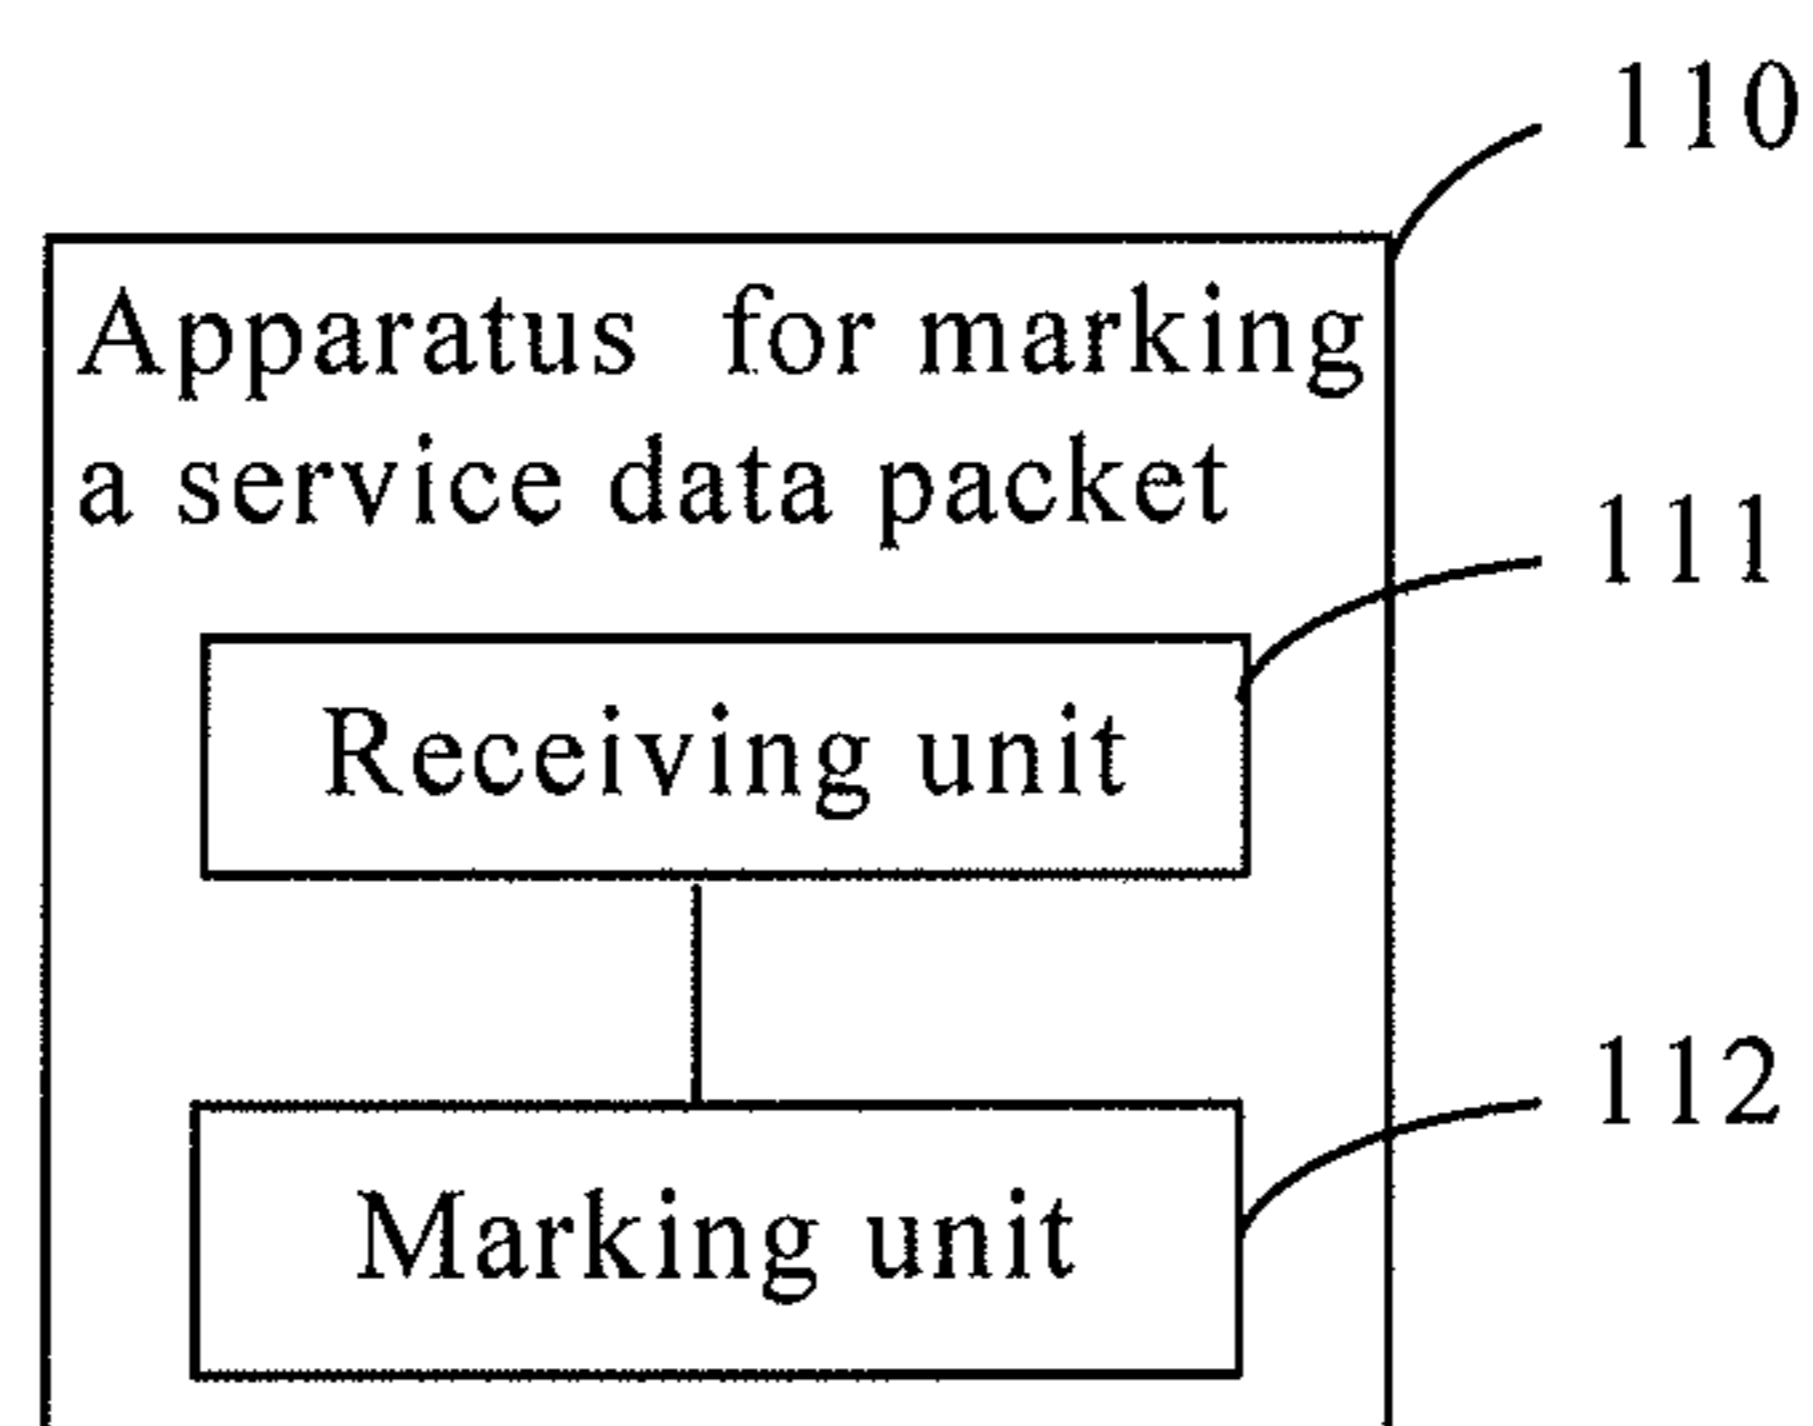 110
Apparatus for marking
a service data packet
111
Receiving unit
112
Marking unit